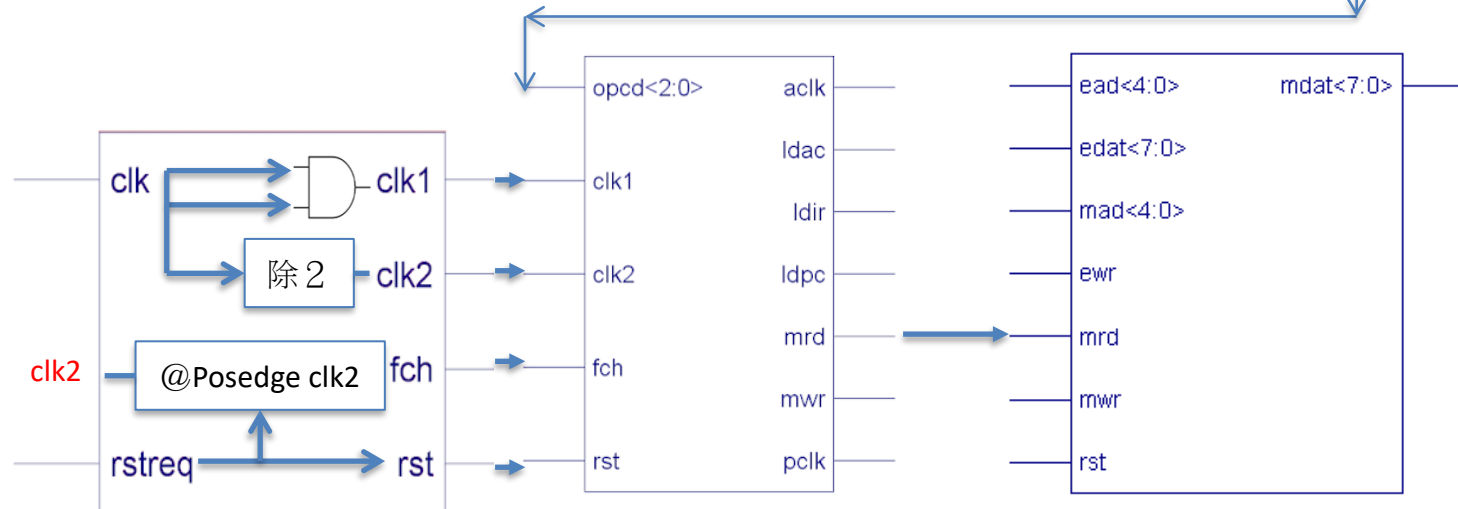 clk
clk1
除２
clk2
clk2
@Posedge clk2
fch
rstreq
rst
opcd<2:0>
aclk
ldac
clk1
ldir
clk2
ldpc
mrd
fch
mwr
rst
pclk
ead<4:0>
mdat<7:0>
edat<7:0>
mad<4:0>
ewr
mrd
mwr
rst